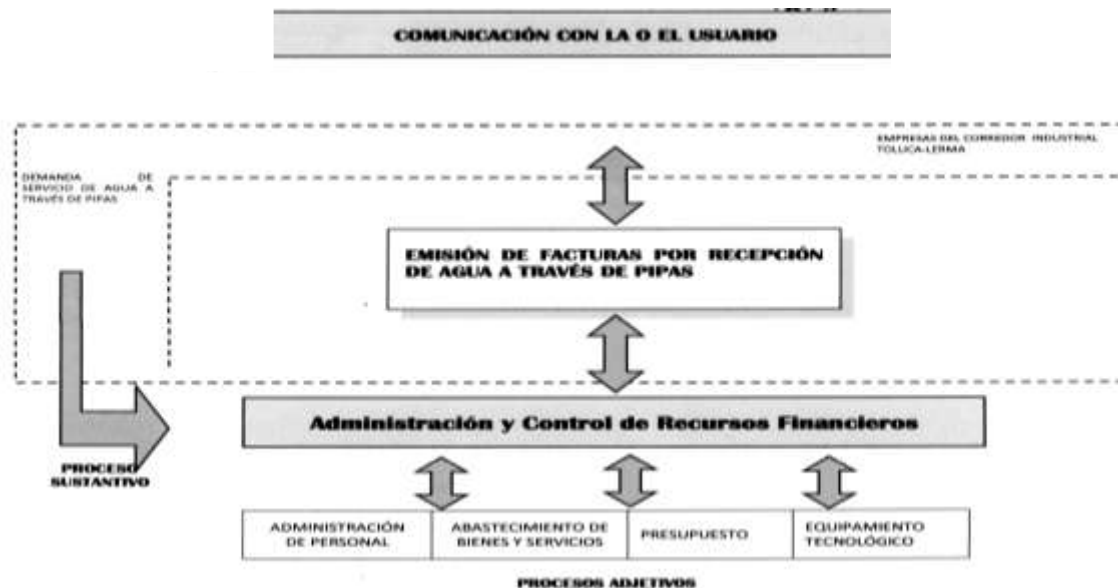 COMUNICACIÓN CON LA O EL USUARIO
EMPRESAS DEL CORREDOR INDUSTRIAL
TOLUCA-LERMA
DEMANDA DE
SERVICIO DE AGUA A
TRAVÉS DE PIPAS
EMISIÓN DE FACTURAS POR RECEPCIÓN
DE AGUA A TRAVÉS DE PIPAS
Administración y Control de Recursos Financieros
PROCESO
SUSTANTIVO
ADMINISTRACIÓN
DE PERSONAL
ABASTECIMIENTO DE
BIENES Y SERVICIOS
PRESUPUESTO
EQUIPAMIENTO
TECNOLÓGICO
PROCESOS ADJETIVOS